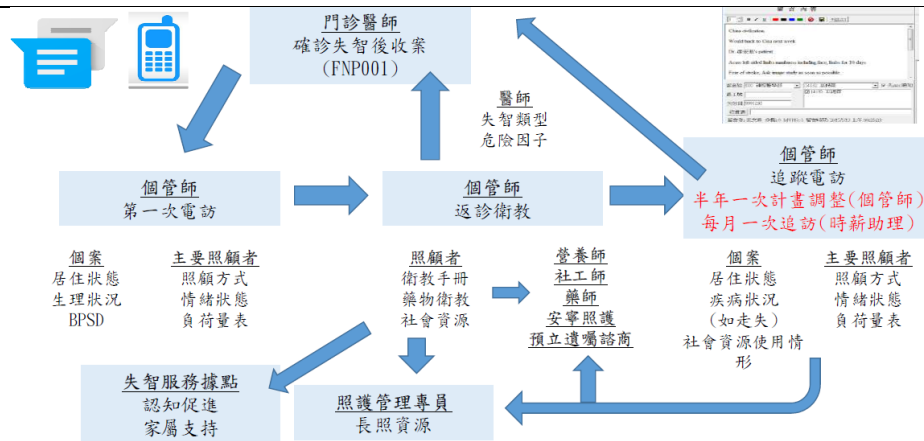 門診醫師
確診失智後收案
(FNP001)
醫師
失智類型
危險因子
個管師
第一次電訪
個管師
返診衛教
個管師
追蹤電訪
半年一次計畫調整(個管師)
每月一次追訪(時薪助理)
個案
居住狀態
生理狀況
BPSD
主要照顧者
照顧方式
情緒狀態
負荷量表
照顧者
衛教手冊
藥物衛教
社會資源
營養師
社工師
藥師
安寧照護
預立遺囑諮商
個案
居住狀態
疾病狀況
(如走失)
社會資源使用情
形
主要照顧者
照顧方式
情緒狀態
負荷量表
失智服務據點
認知促進
家屬支持
照護管理專員
長照資源